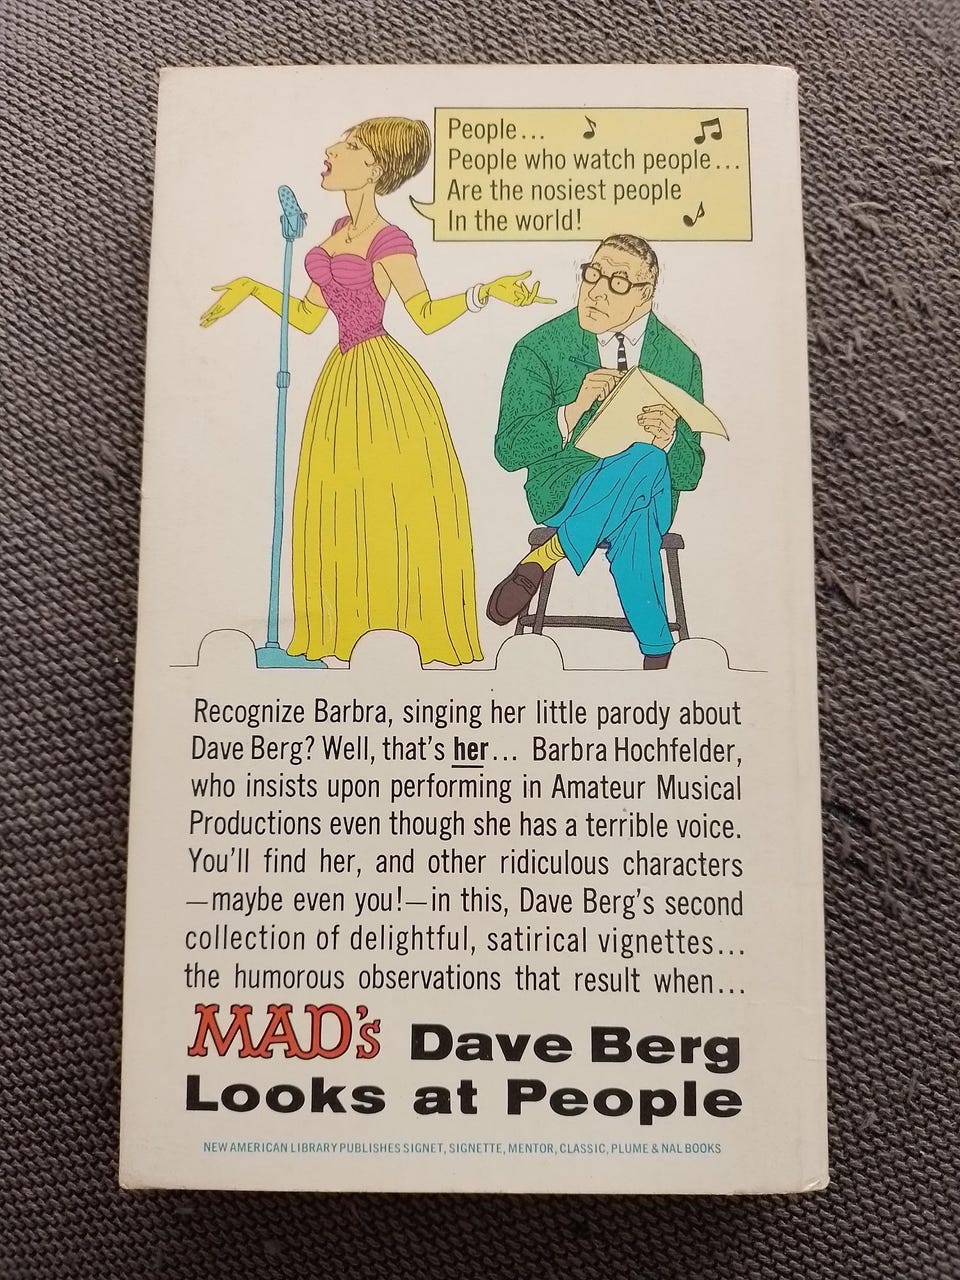 People...
People who watch people...
Are the nosiest people
In the world!
Recognize Barbra, singing her little parody about
Dave Berg? Well, that's her... Barbra Hochfelder,
who insists upon performing in Amateur Musical
Productions even though she has a terrible voice.
You'll find her, and other ridiculous characters
—maybe even you!—in this, Dave Berg's second
collection of delightful, satirical vignettes...
the humorous observations that result when...
MAD's Dave Berg
Looks at People
NEW AMERICAN LIBRARY PUBLISHES SIGNET, SIGNETTE, MENTOR, CLASSIC, PLUME & NAL BOOKS